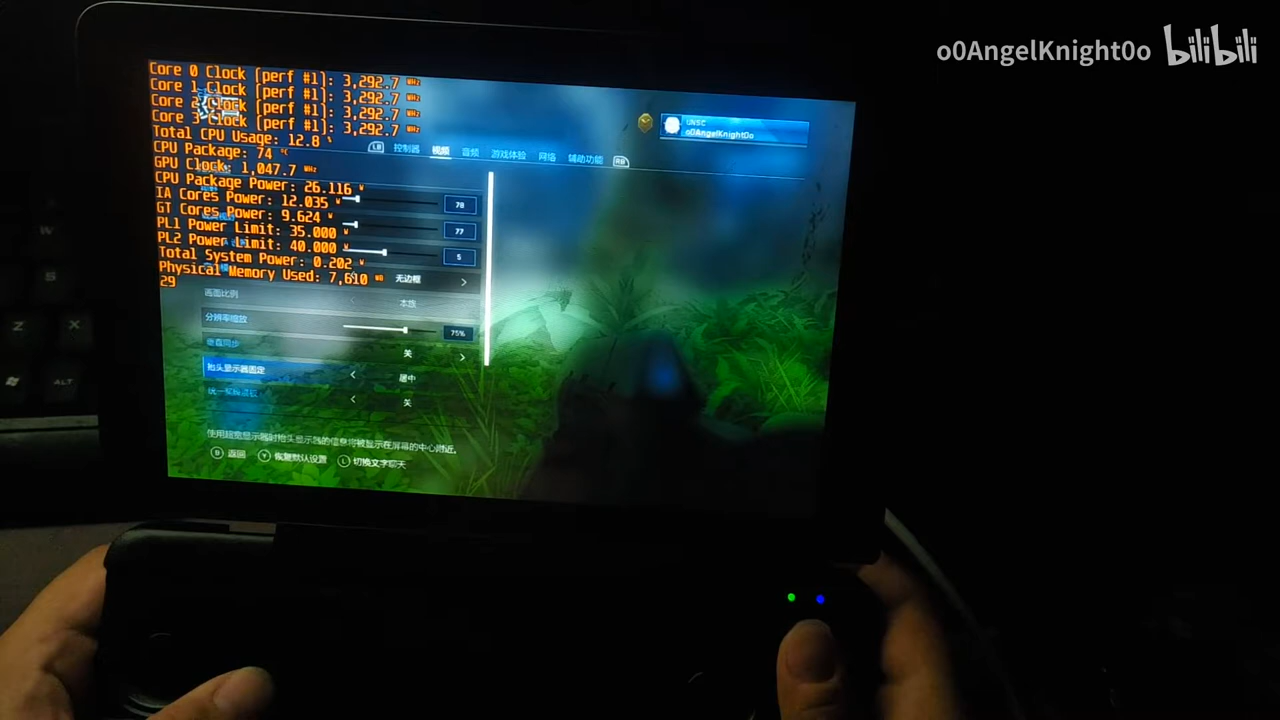 o0AngelKnight0o bilibili
Core 0 Clock (perf #1): 3,292.7 MHz
Core 1 Clock (perf #1): 3,292.7 MHz
Core 2 Clock (perf #1): 3,292.7 MHz
Core 3 Clock (perf #1): 3,292.7 MHz
Total CPU Usage: 12.8 %
CPU Package: 74 °C
GPU Clock: 1,047.7 MHz
CPU Package Power: 26.116 W
IA Cores Power: 12.035 W
GT Cores Power: 9.624 W
PL1 Power Limit: 35.000 W
PL2 Power Limit: 40.000 W
Total System Power: 0.202 W
Physical Memory Used: 7,610 MB
29
UNSC
o0AngelKnight0o
LB 控制器 视频 音频 游戏体验 网络 辅助功能 RB
78
77
5
无边框
画面比例 本族
分辨率缩放 75%
垂直同步 关
抬头显示器固定 居中
关
使用超宽显示器时抬头显示器的信息将被显示在屏幕的中心附近。
B 返回 Y 恢复默认设置 L 切换文字聊天
W
S
Z
X
ALT